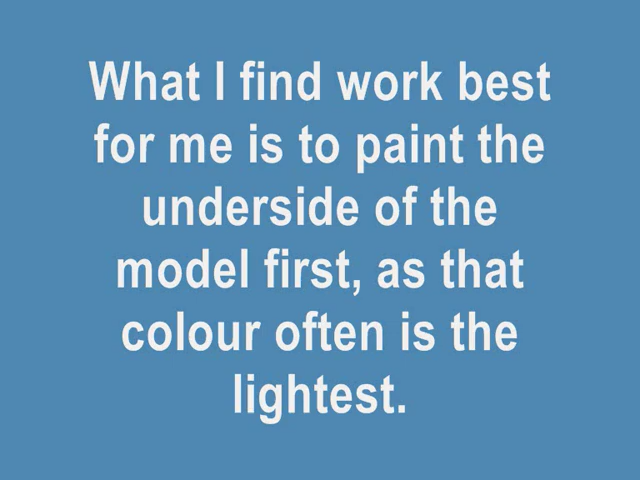 What I find work best
for me is to paint the
underside of the
model first, as that
colour often is the
lightest.